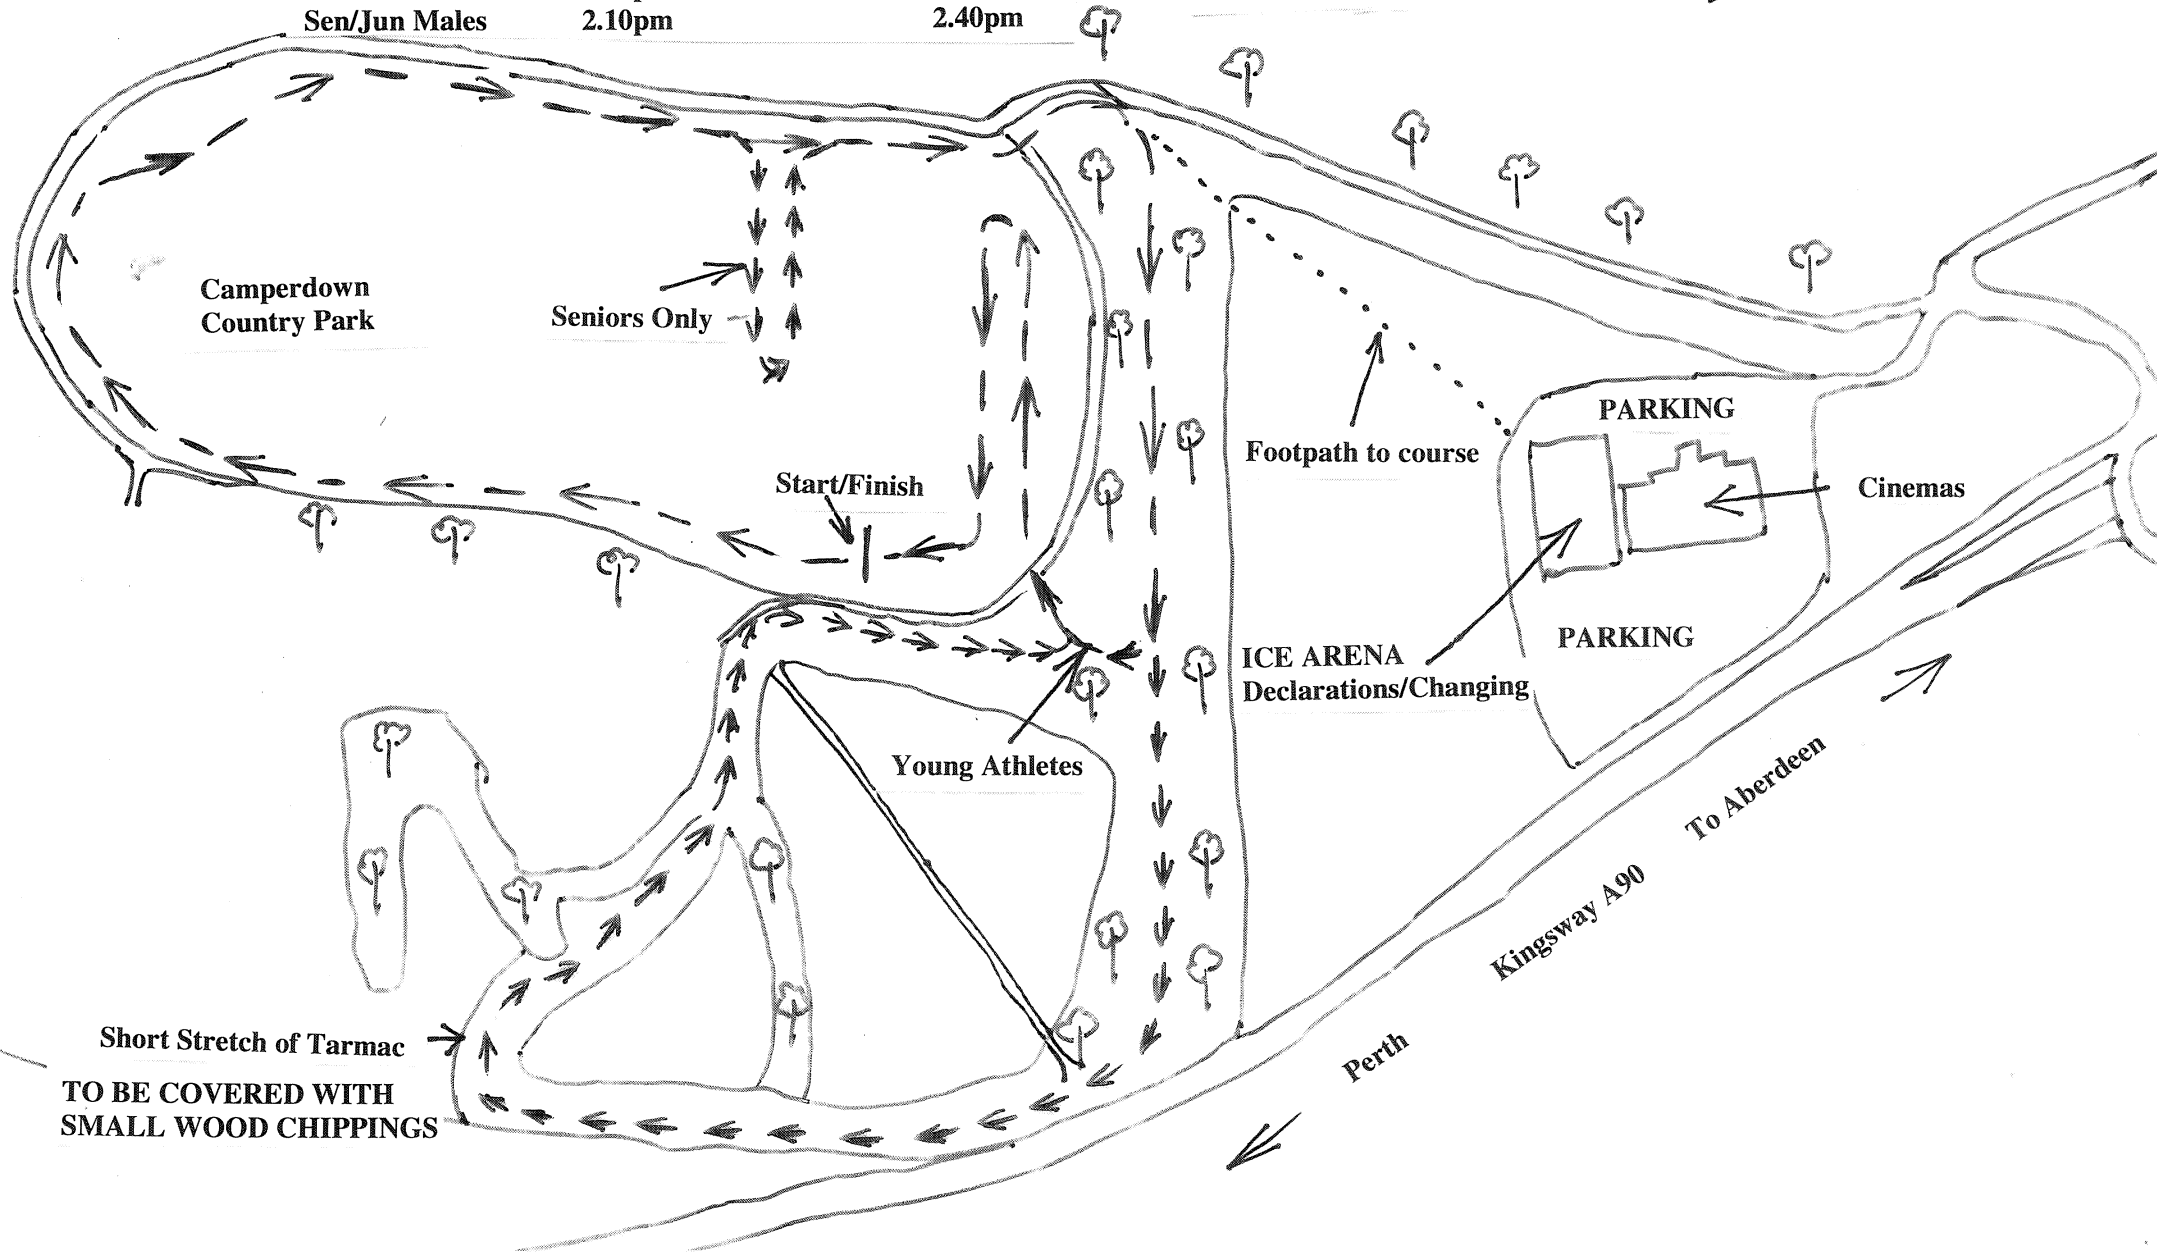 Sen/Jun Males 2.10pm 2.40pm
Camperdown
Country Park
Seniors Only
Start/Finish
Footpath to course
PARKING
Cinemas
PARKING
ICE ARENA
Declarations/Changing
Young Athletes
To Aberdeen
Kingsway A90
Perth
Short Stretch of Tarmac
TO BE COVERED WITH
SMALL WOOD CHIPPINGS